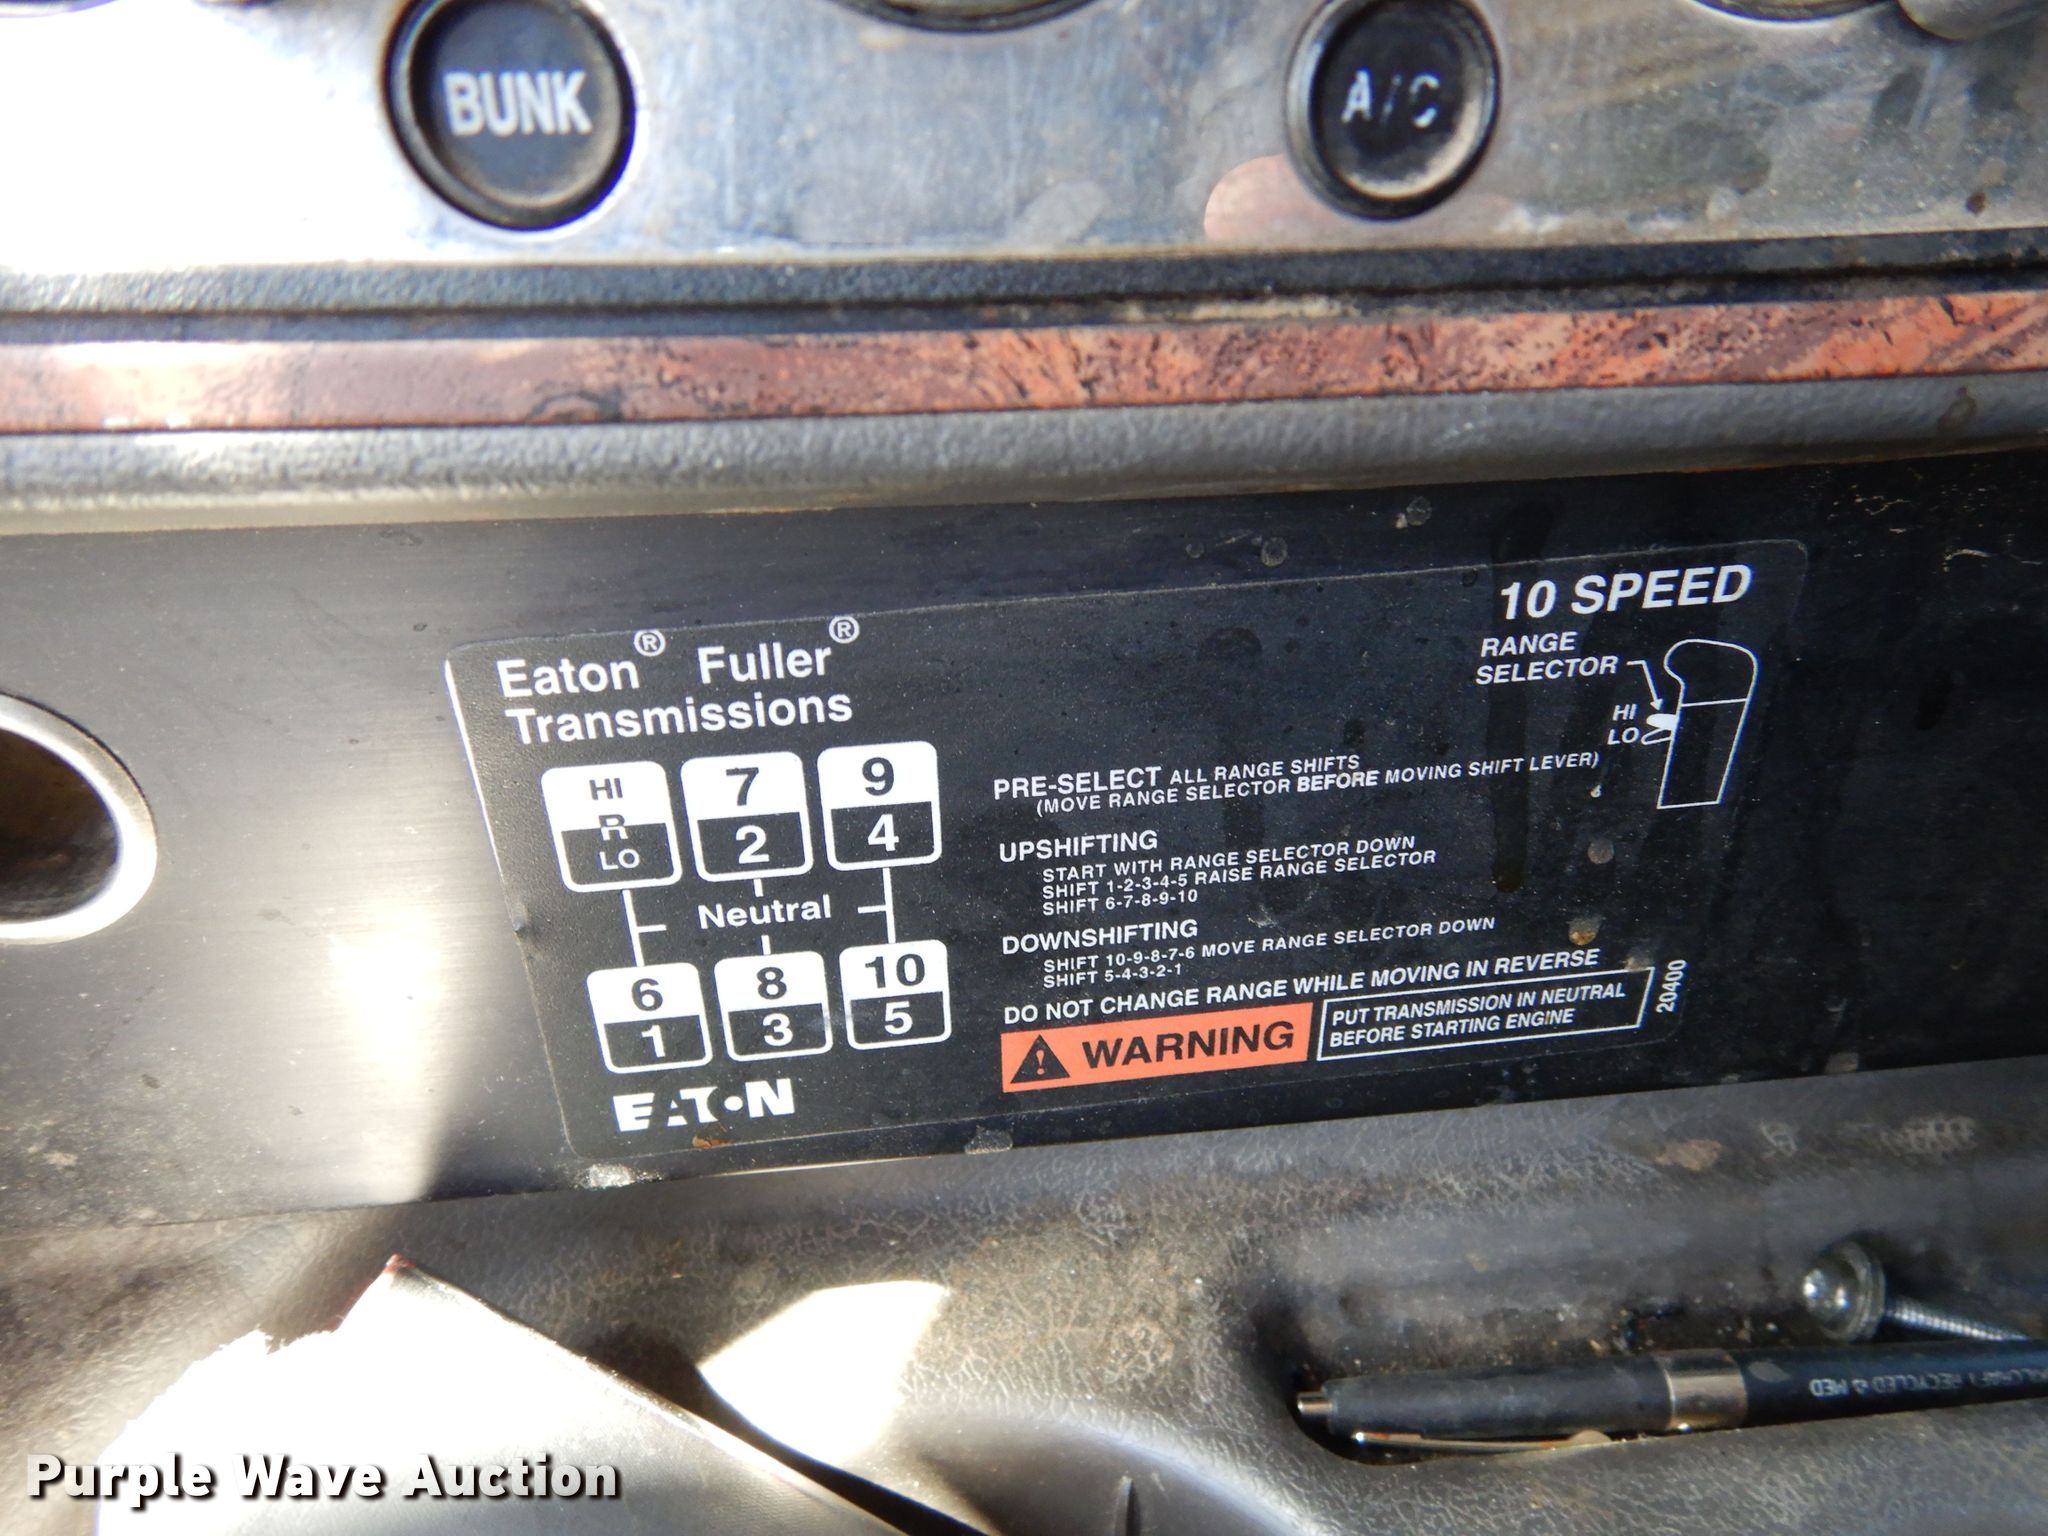 BUNK
A/C
Eaton® Fuller®
Transmissions
10 SPEED
RANGE
SELECTOR
HI
LO
HI
R
LO
7
2
9
4
Neutral
6
1
8
3
10
5
EATON
PRE-SELECT ALL RANGE SHIFTS
(MOVE RANGE SELECTOR BEFORE MOVING SHIFT LEVER)
UPSHIFTING
START WITH RANGE SELECTOR DOWN
SHIFT 1-2-3-4-5 RAISE RANGE SELECTOR
SHIFT 6-7-8-9-10
DOWNSHIFTING
SHIFT 10-9-8-7-6 MOVE RANGE SELECTOR DOWN
SHIFT 5-4-3-2-1
DO NOT CHANGE RANGE WHILE MOVING IN REVERSE
WARNING
PUT TRANSMISSION IN NEUTRAL
BEFORE STARTING ENGINE
20400
RECYCLED MED
Purple Wave Auction